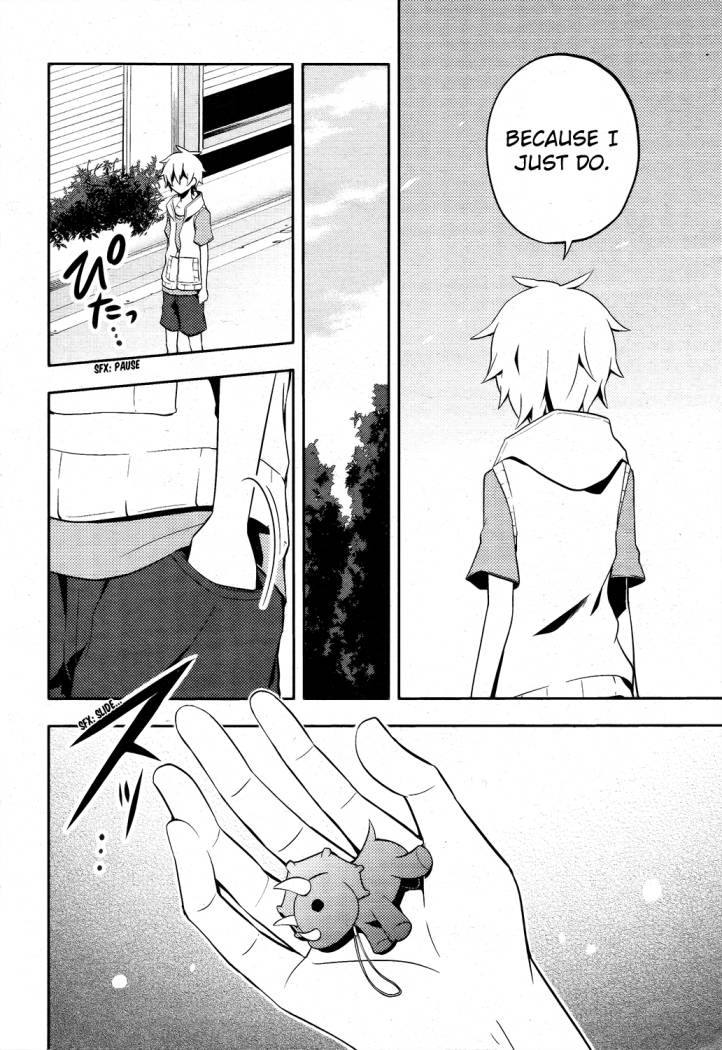 BECAUSE I
JUST DO.
ぴたっ…
SFX: PAUSE
SFX: SLIDE...
スッ…